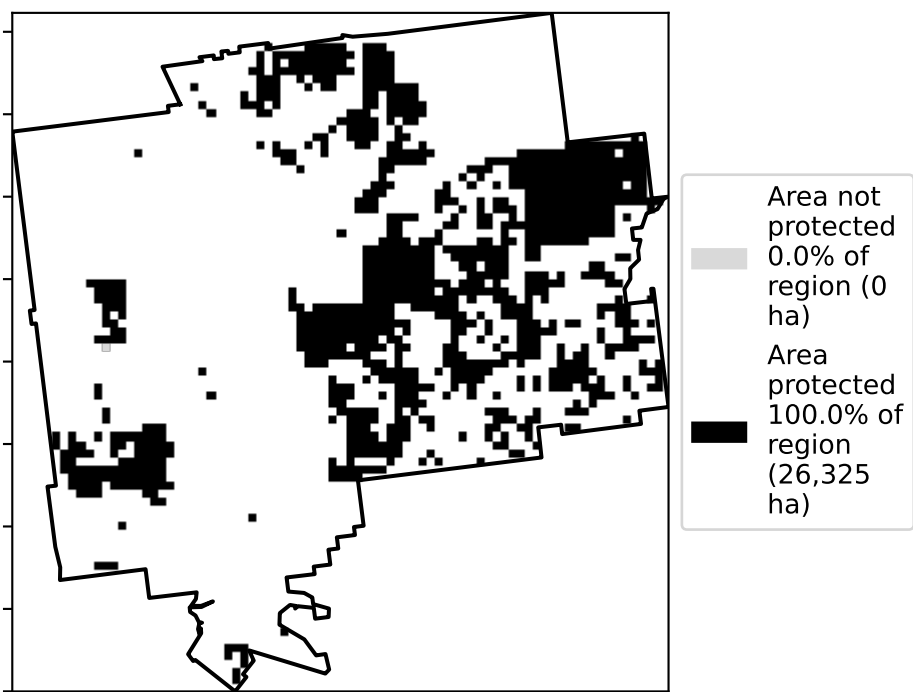 Area not
protected
0.0% of
region (0
ha)
Area
protected
100.0% of
region
(26,325
ha)